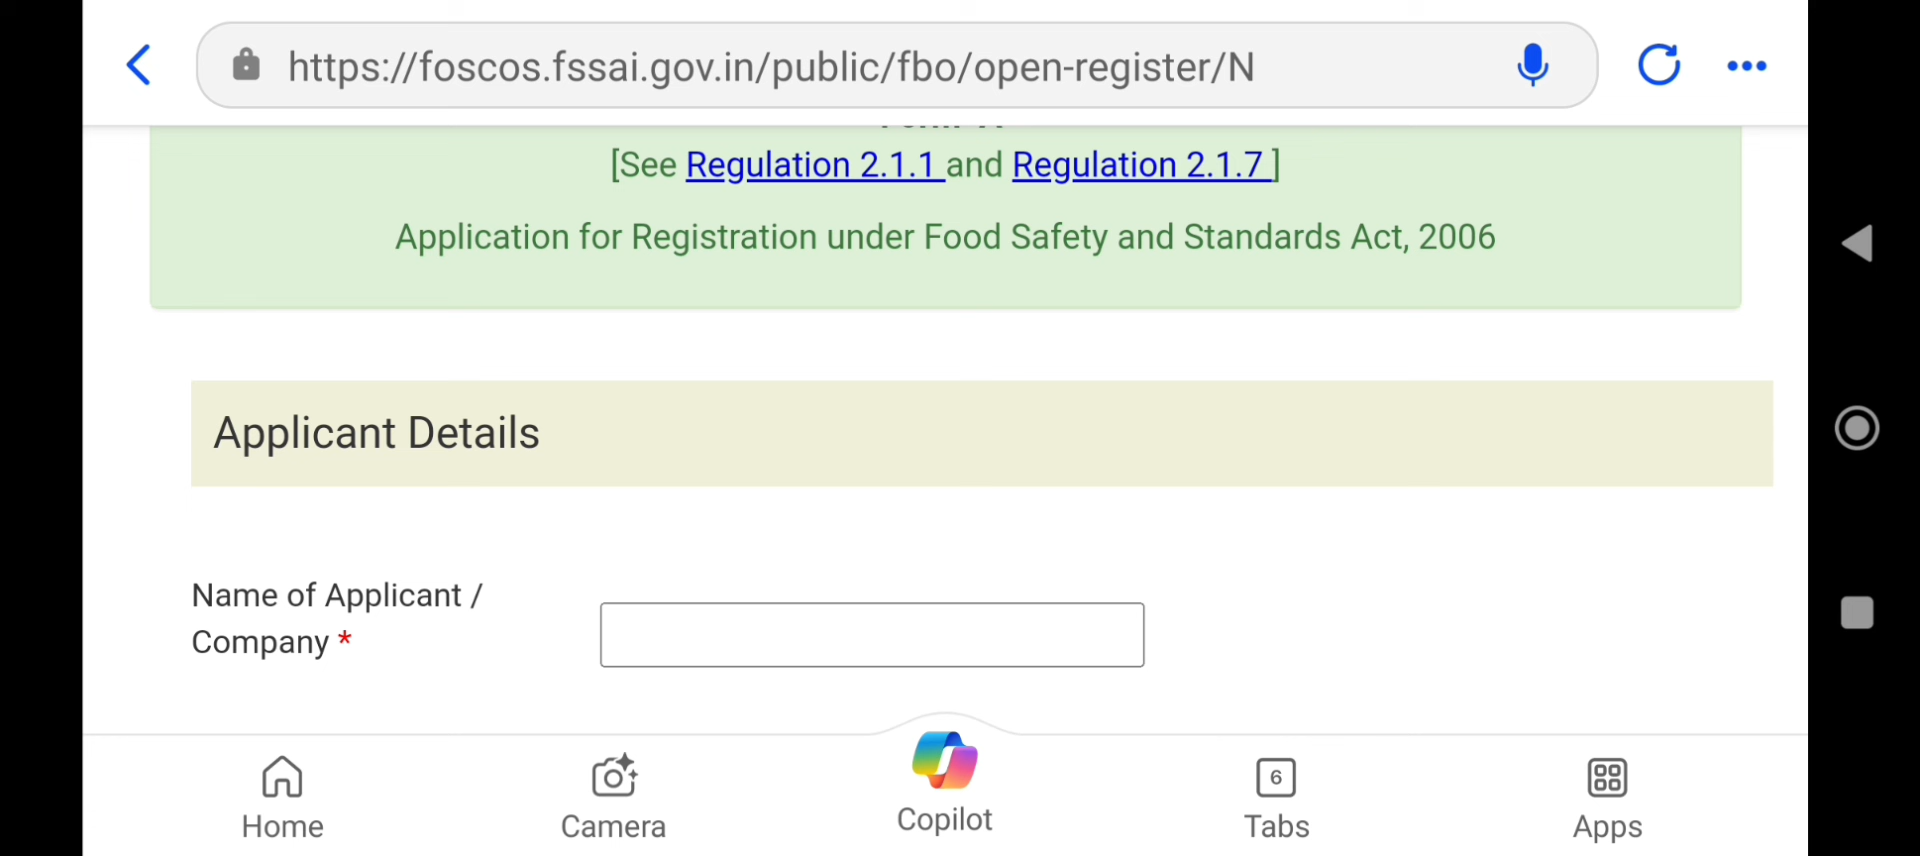 https://foscos.fssai.gov.in/public/fbo/open-register/N
[See Regulation 2.1.1 and Regulation 2.1.7 ]
Application for Registration under Food Safety and Standards Act, 2006
Applicant Details
Name of Applicant /
Company *
6
Home Camera Copilot Tabs Apps